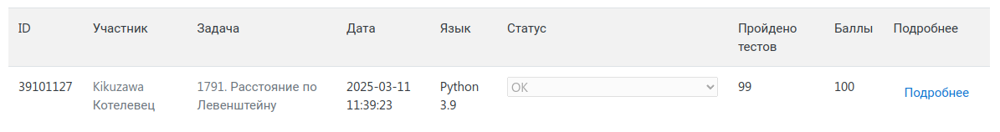 ID Участник Задача Дата Язык Статус Пройдено тестов Баллы Подробнее
39101127 Kikuzawa Котелевец 1791. Расстояние по Левенштейну 2025-03-11 11:39:23 Python 3.9 OK 99 100 Подробнее